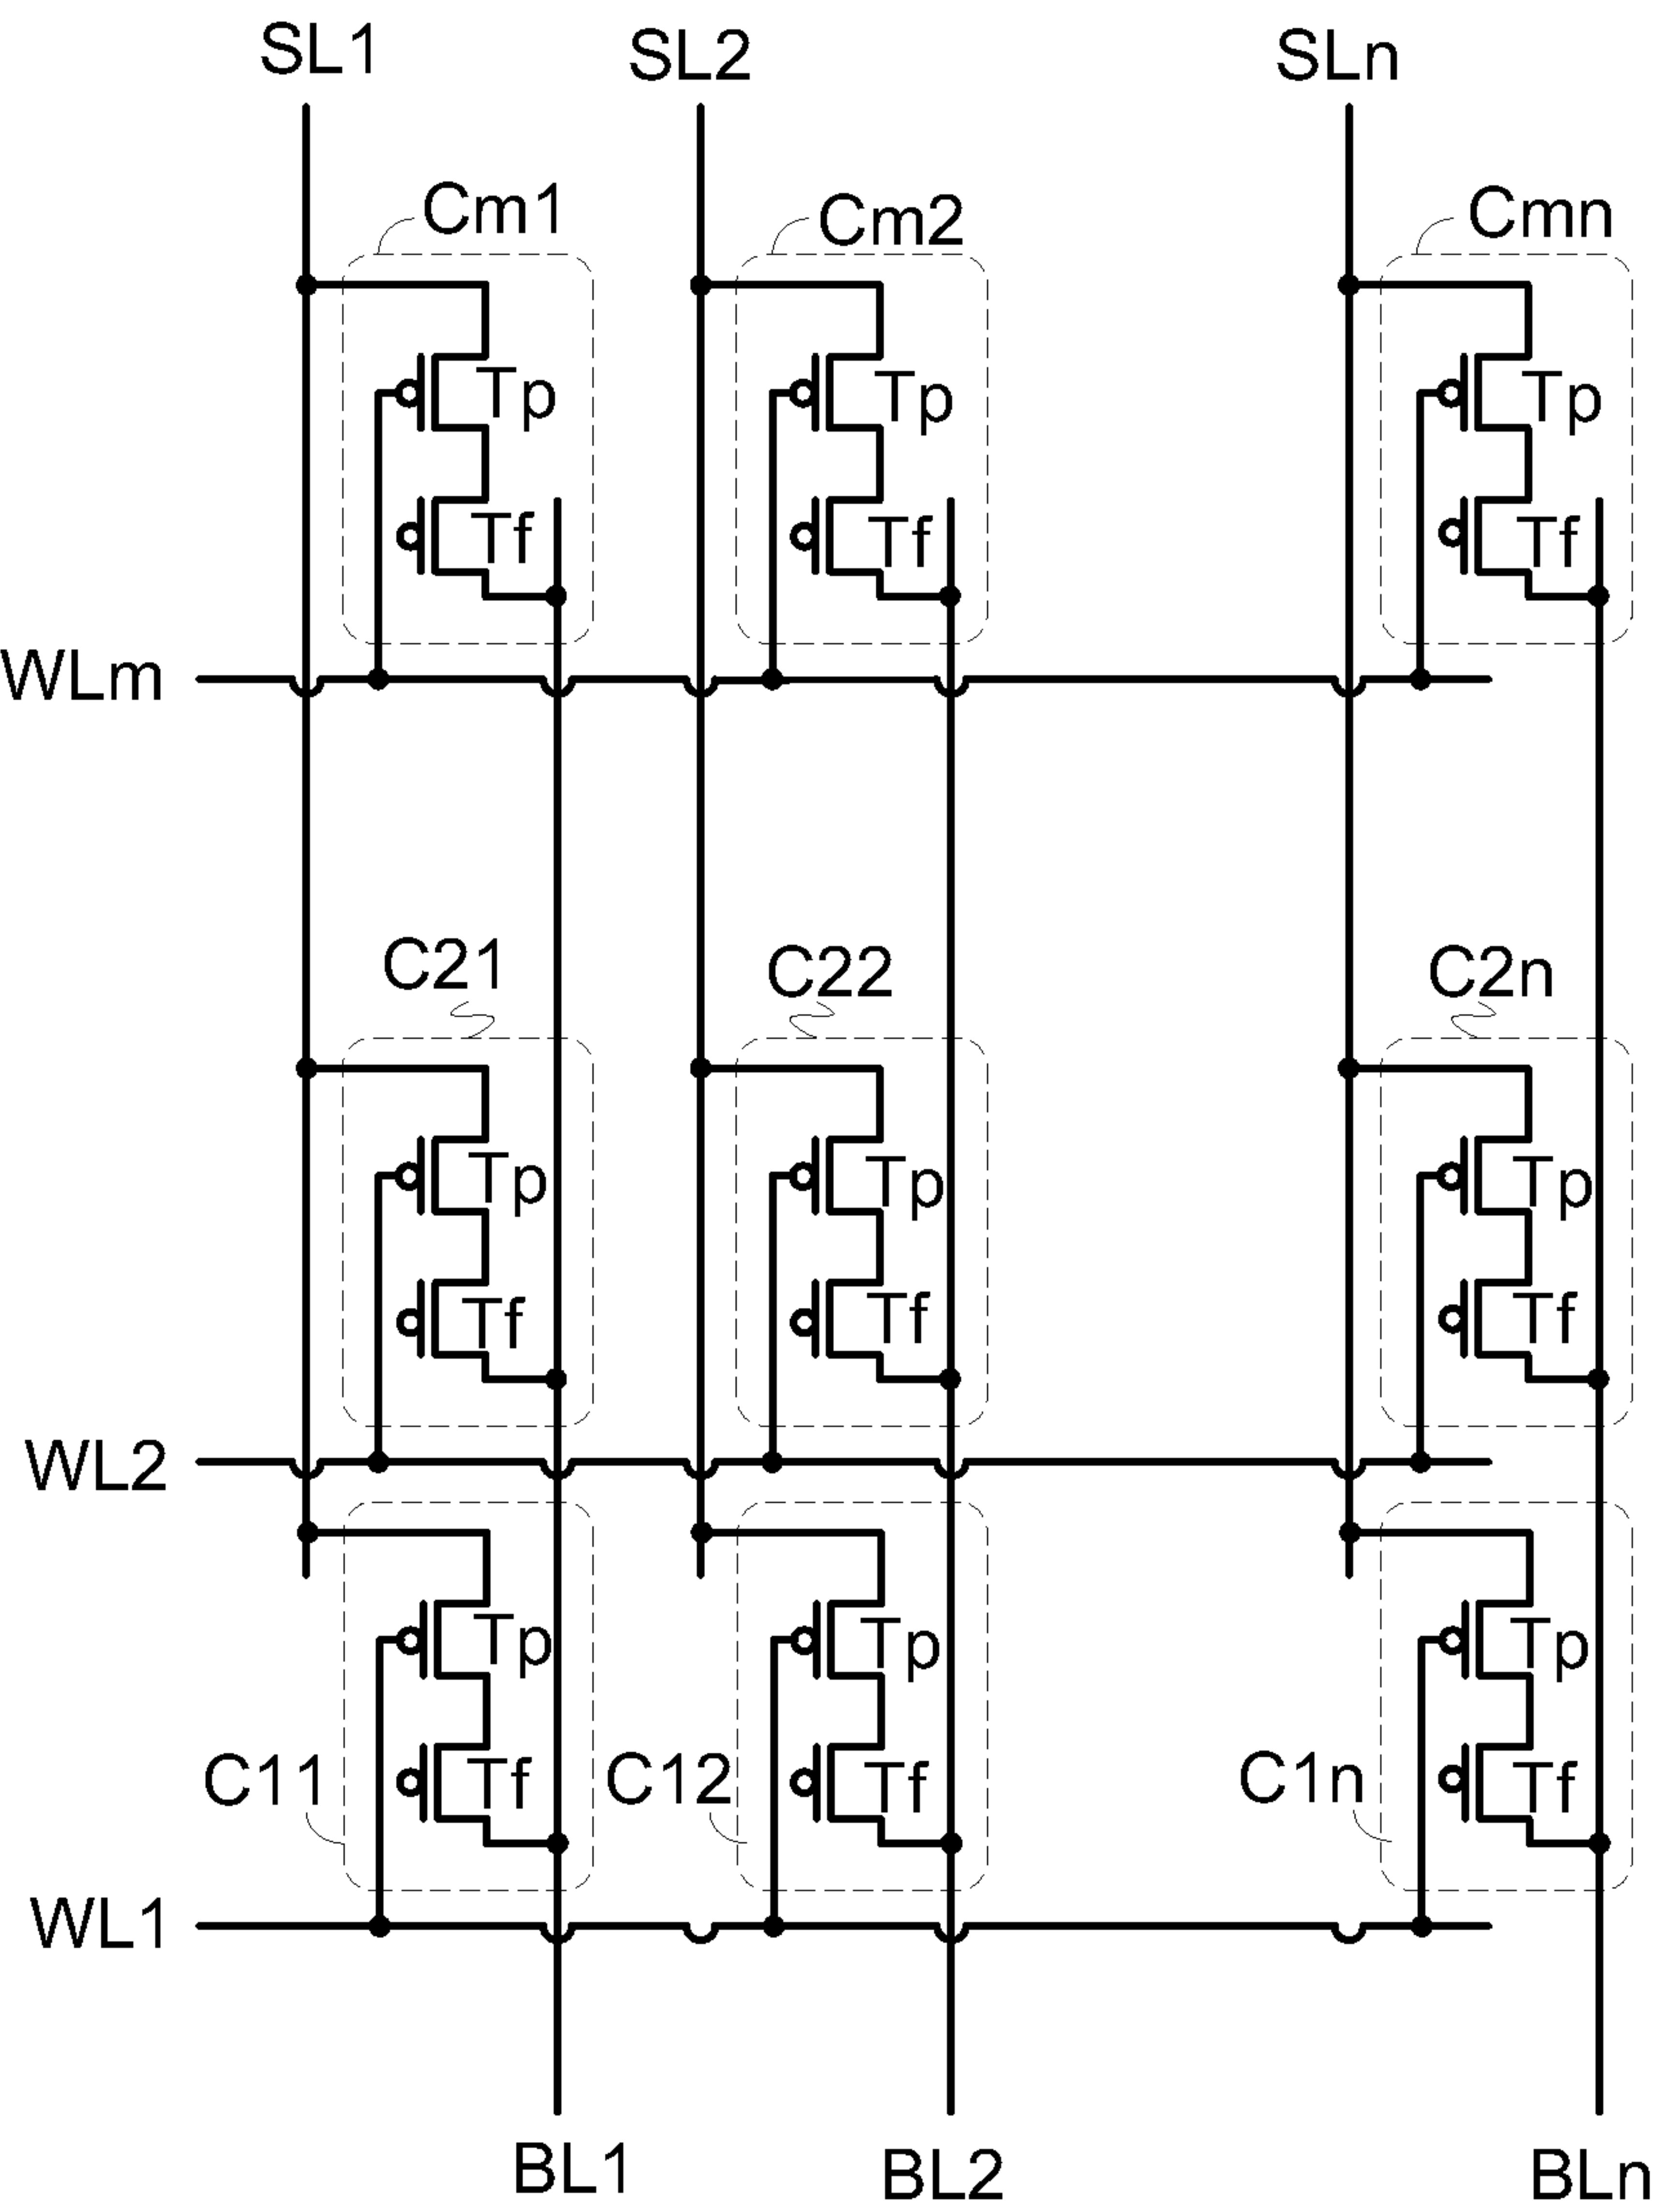 SL1 SL2 SLn
Cm1 Cm2 Cmn
Tp Tp Tp
Tf Tf Tf
WLm
C21 C22 C2n
Tp Tp Tp
Tf Tf Tf
WL2
Tp Tp Tp
C11 Tf C12 Tf C1n Tf
WL1
BL1 BL2 BLn